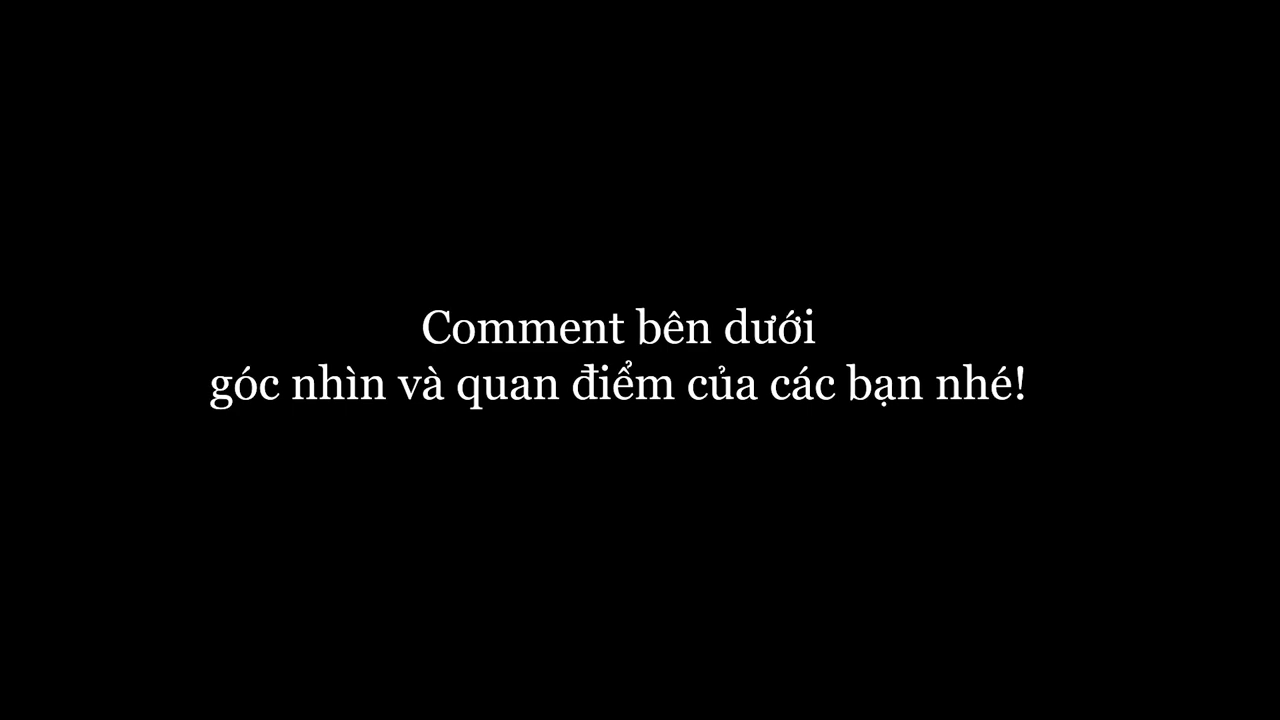 Comment bên dưới
góc nhìn và quan điểm của các bạn nhé!